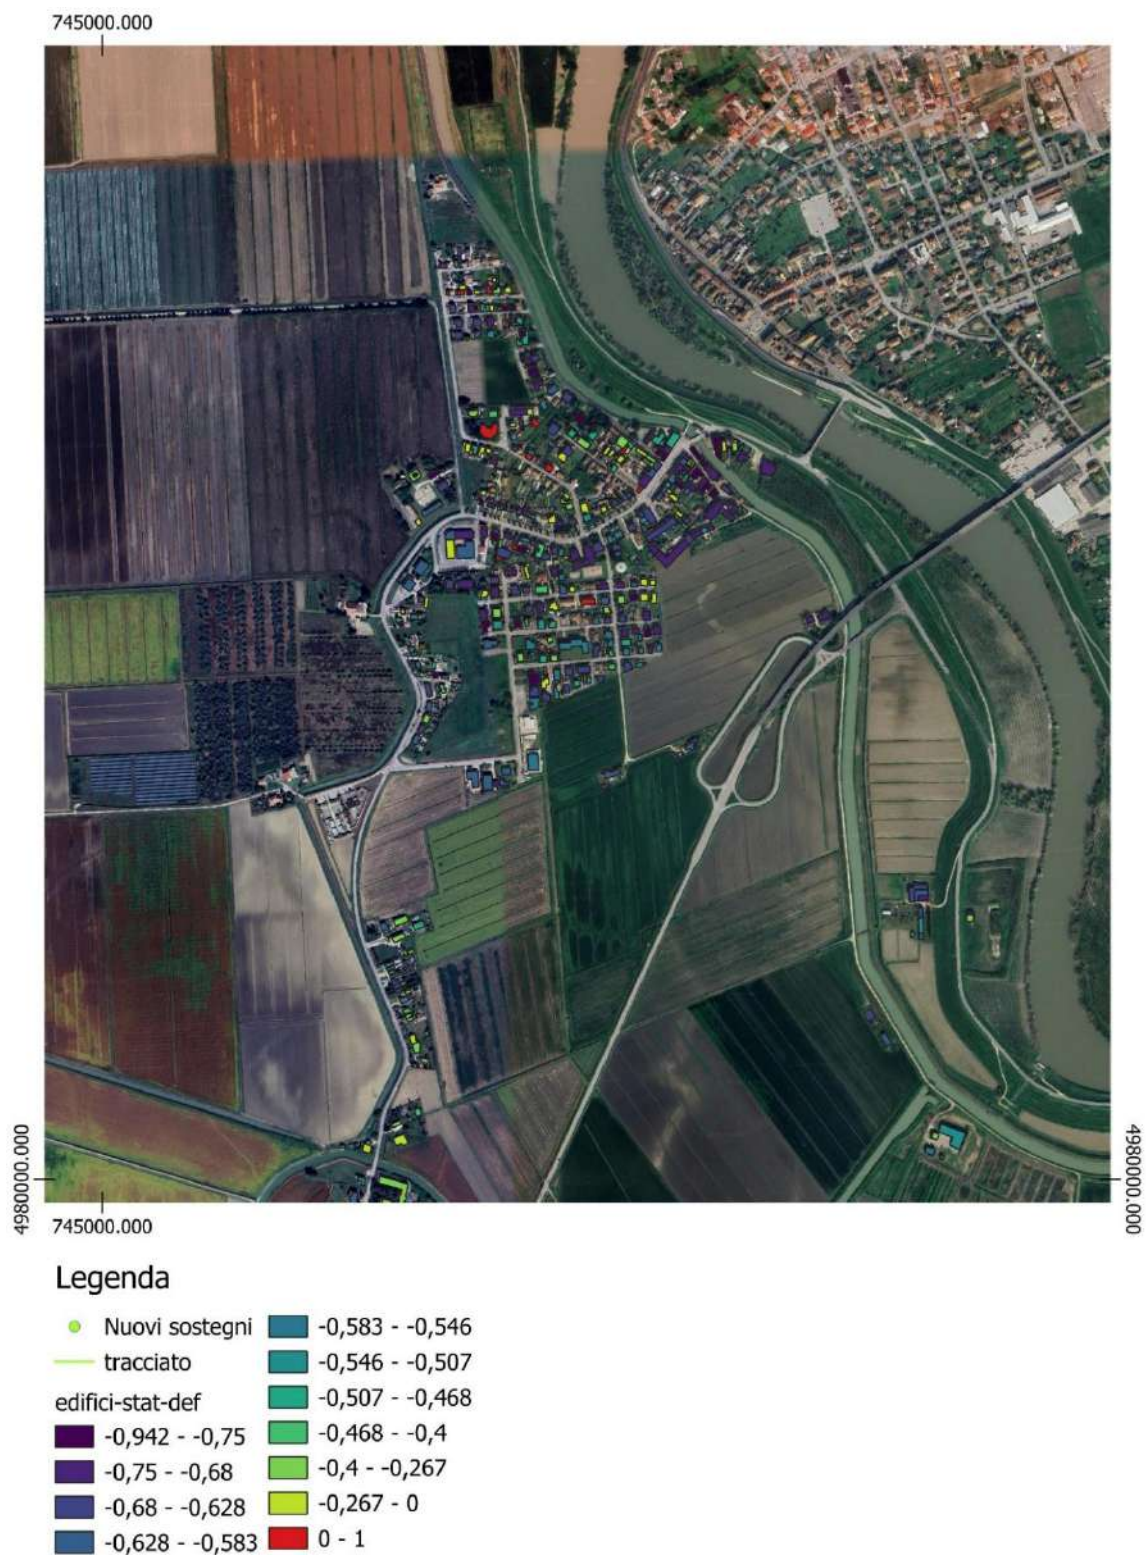 745000.000
4980000.000
4980000.000
745000.000
Legenda
Nuovi sostegni
tracciato
edifici-stat-def
-0,942 - -0,75
-0,75 - -0,68
-0,68 - -0,628
-0,628 - -0,583
-0,583 - -0,546
-0,546 - -0,507
-0,507 - -0,468
-0,468 - -0,4
-0,4 - -0,267
-0,267 - 0
0 - 1